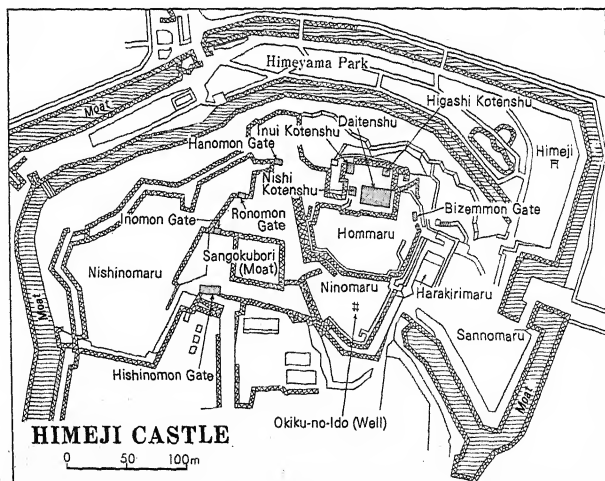 Himeyama Park
Moat
Higashi Kotenshu
Daitenshu
Inui Kotenshu
Hanomon Gate
Himeji
Nishi
Kotenshu
Ronomon
Gate
Bizemmon Gate
Inomon Gate
Hommaru
Sangokubori
(Moat)
Nishinomaru
Ninomaru
Harakirimaru
Sannomaru
Moat
Hishinomon Gate
Moat
Okiku-no-Ido (Well)
HIMEJI CASTLE
0 50 100m